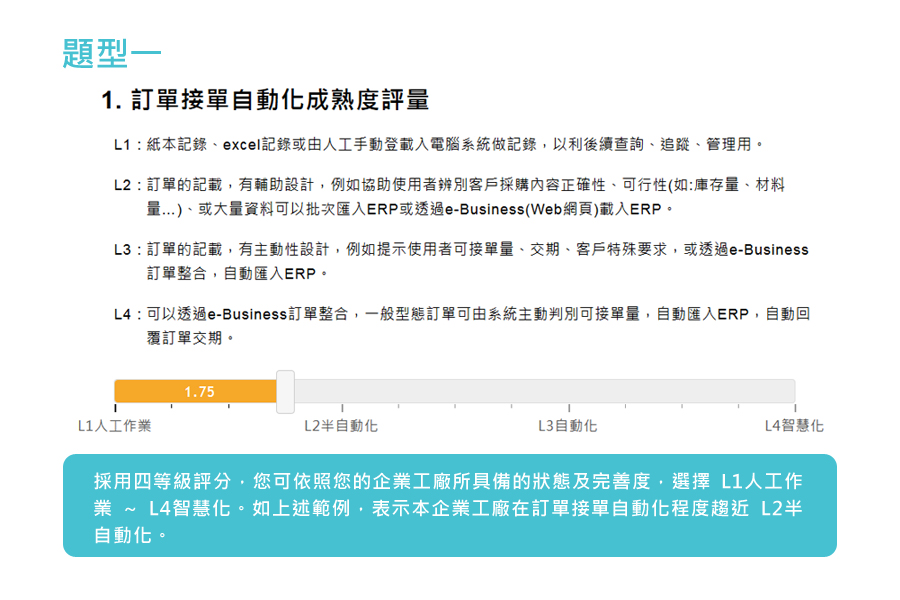 題型一
1. 訂單接單自動化成熟度評量
L1：紙本記錄、excel記錄或由人工手動登載入電腦系統做記錄，以利後續查詢、追蹤、管理用。
L2：訂單的記載，有輔助設計，例如協助使用者辨別客戶採購內容正確性、可行性(如:庫存量、材料
量...)、或大量資料可以批次匯入ERP或透過e-Business(Web網頁)載入ERP。
L3：訂單的記載，有主動性設計，例如提示使用者可接單量、交期、客戶特殊要求，或透過e-Business
訂單整合，自動匯入ERP。
L4：可以透過e-Business訂單整合，一般型態訂單可由系統主動判別可接單量，自動匯入ERP，自動回
覆訂單交期。
1.75
L1人工作業 L2半自動化 L3自動化 L4智慧化
採用四等級評分，您可依照您的企業工廠所具備的狀態及完善度，選擇 L1人工作
業 ~ L4智慧化。如上述範例，表示本企業工廠在訂單接單自動化程度趨近 L2半
自動化。